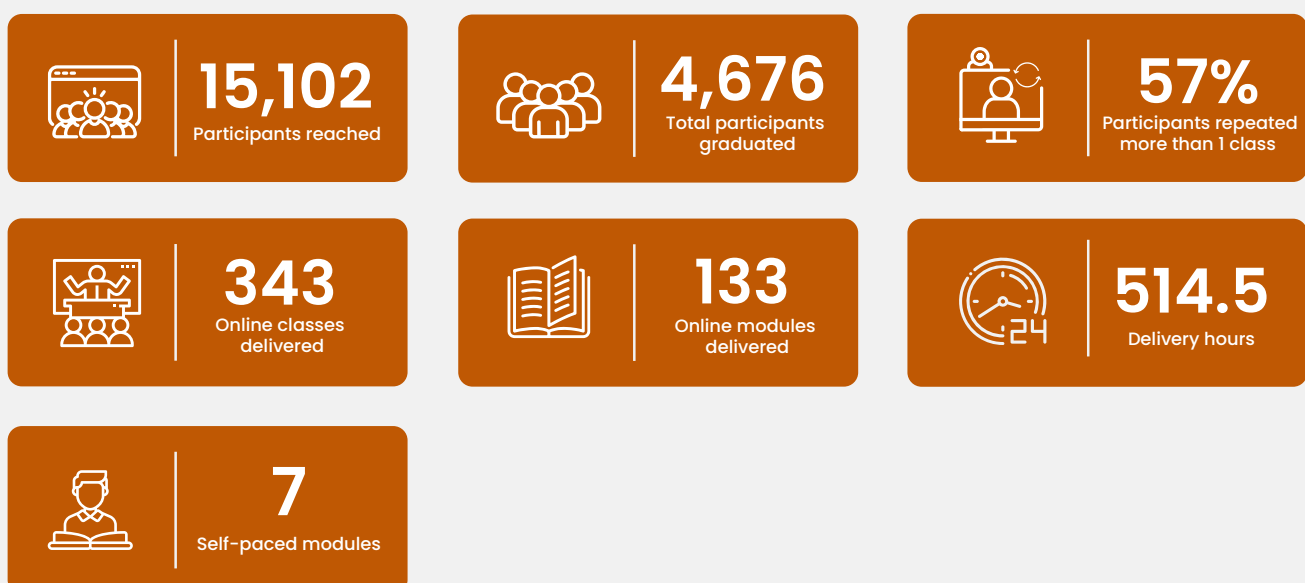 15,102
Participants reached
4,676
Total participants
graduated
57%
Participants repeated
more than 1 class
343
Online classes
delivered
133
Online modules
delivered
514.5
Delivery hours
24
7
Self-paced modules